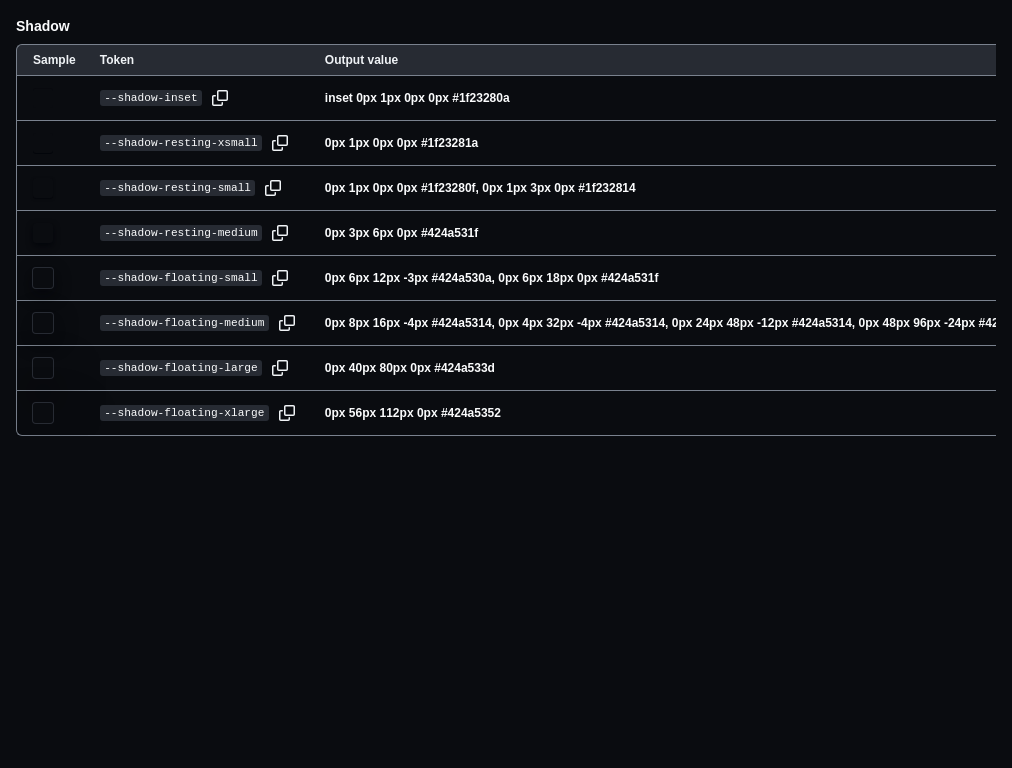 Shadow
Sample Token Output value
--shadow-inset inset 0px 1px 0px 0px #1f23280a
--shadow-resting-xsmall 0px 1px 0px 0px #1f23281a
--shadow-resting-small 0px 1px 0px 0px #1f23280f, 0px 1px 3px 0px #1f232814
--shadow-resting-medium 0px 3px 6px 0px #424a531f
--shadow-floating-small 0px 6px 12px -3px #424a530a, 0px 6px 18px 0px #424a531f
--shadow-floating-medium 0px 8px 16px -4px #424a5314, 0px 4px 32px -4px #424a5314, 0px 24px 48px -12px #424a5314, 0px 48px 96px -24px #42
--shadow-floating-large 0px 40px 80px 0px #424a533d
--shadow-floating-xlarge 0px 56px 112px 0px #424a5352